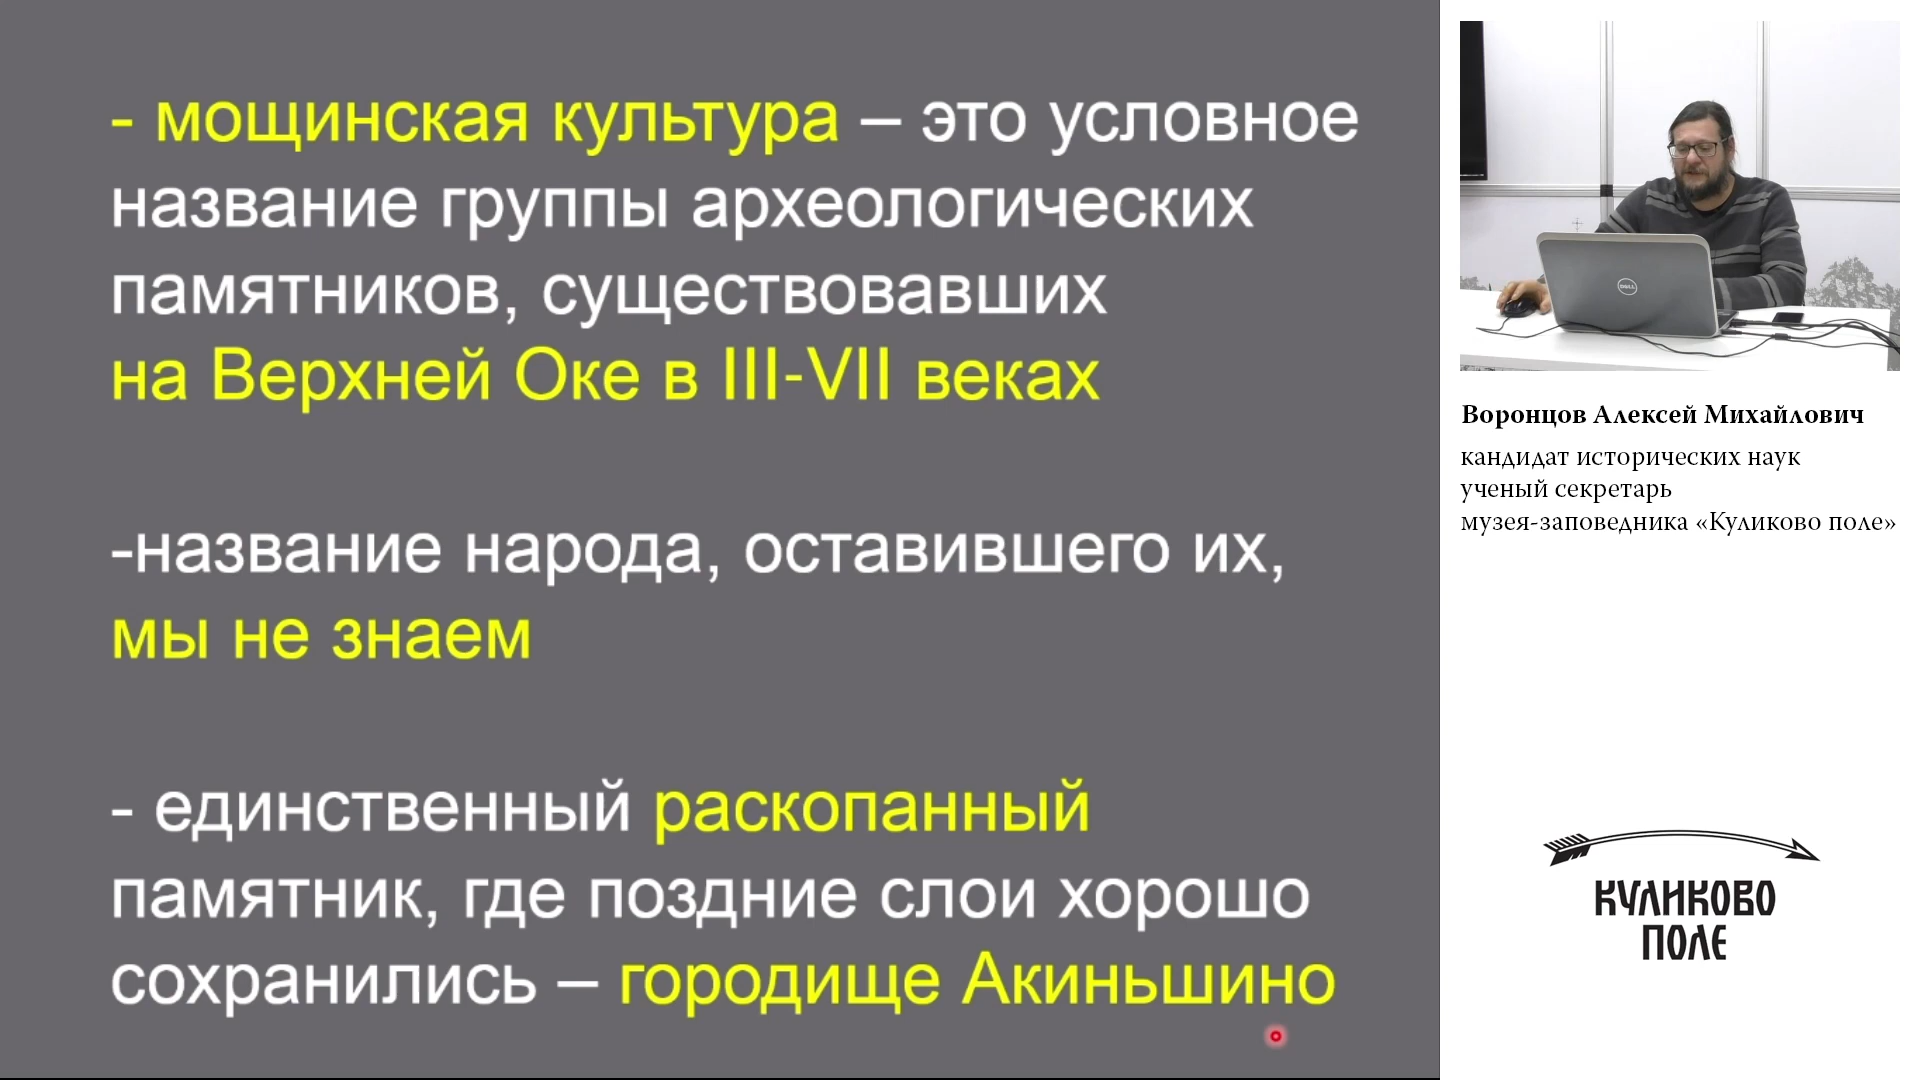 - мощинская культура – это условное
название группы археологических
памятников, существовавших
на Верхней Оке в III-VII веках
-название народа, оставившего их,
мы не знаем
- единственный раскопанный
памятник, где поздние слои хорошо
сохранились – городище Акиньшино
DELL
Воронцов Алексей Михайлович
кандидат исторических наук
ученый секретарь
музея-заповедника «Куликово поле»
КУЛИКОВО
ПОЛЕ